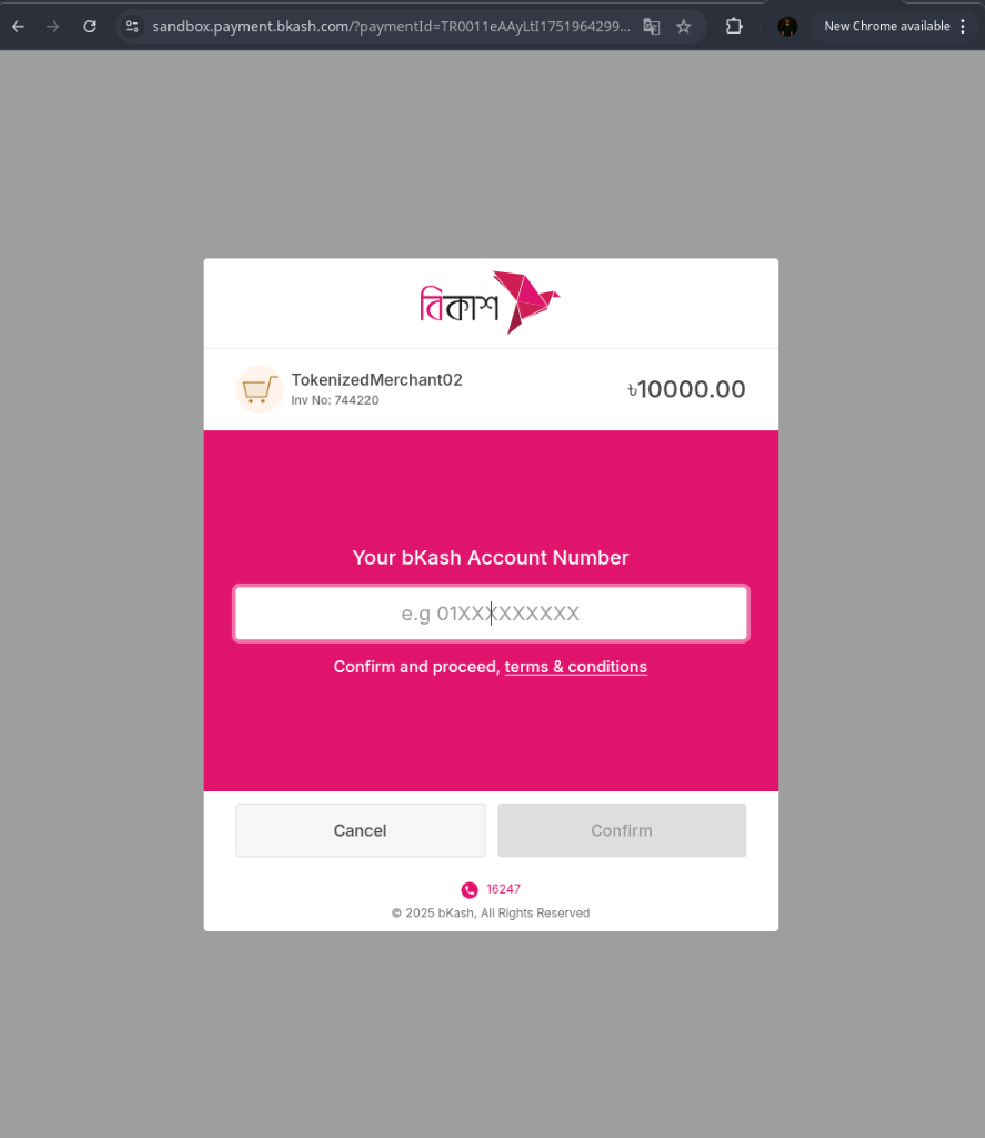 sandbox.payment.bkash.com/?paymentId=TR0011eAAyLtI1751964299...
New Chrome available
বিকাশ
TokenizedMerchant02
Inv No: 744220
৳10000.00
Your bKash Account Number
e.g 01XXXXXXXXX
Confirm and proceed, terms & conditions
Cancel
Confirm
16247
© 2025 bKash, All Rights Reserved